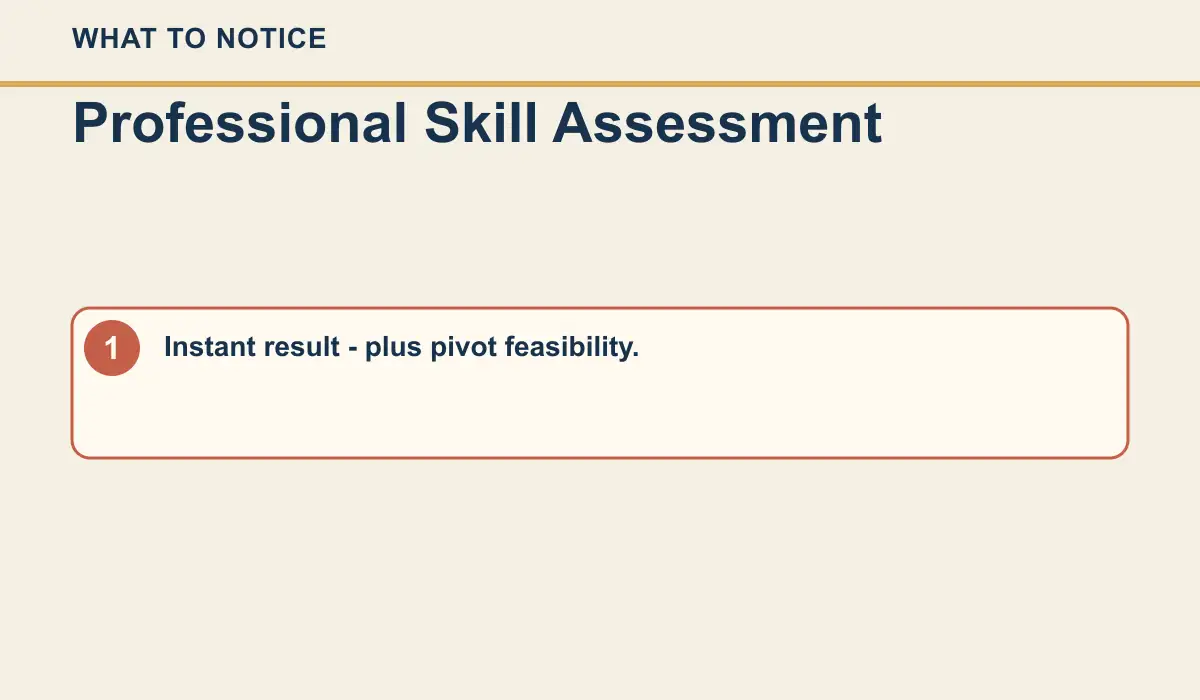 WHAT TO NOTICE
Professional Skill Assessment
1
Instant result - plus pivot feasibility.